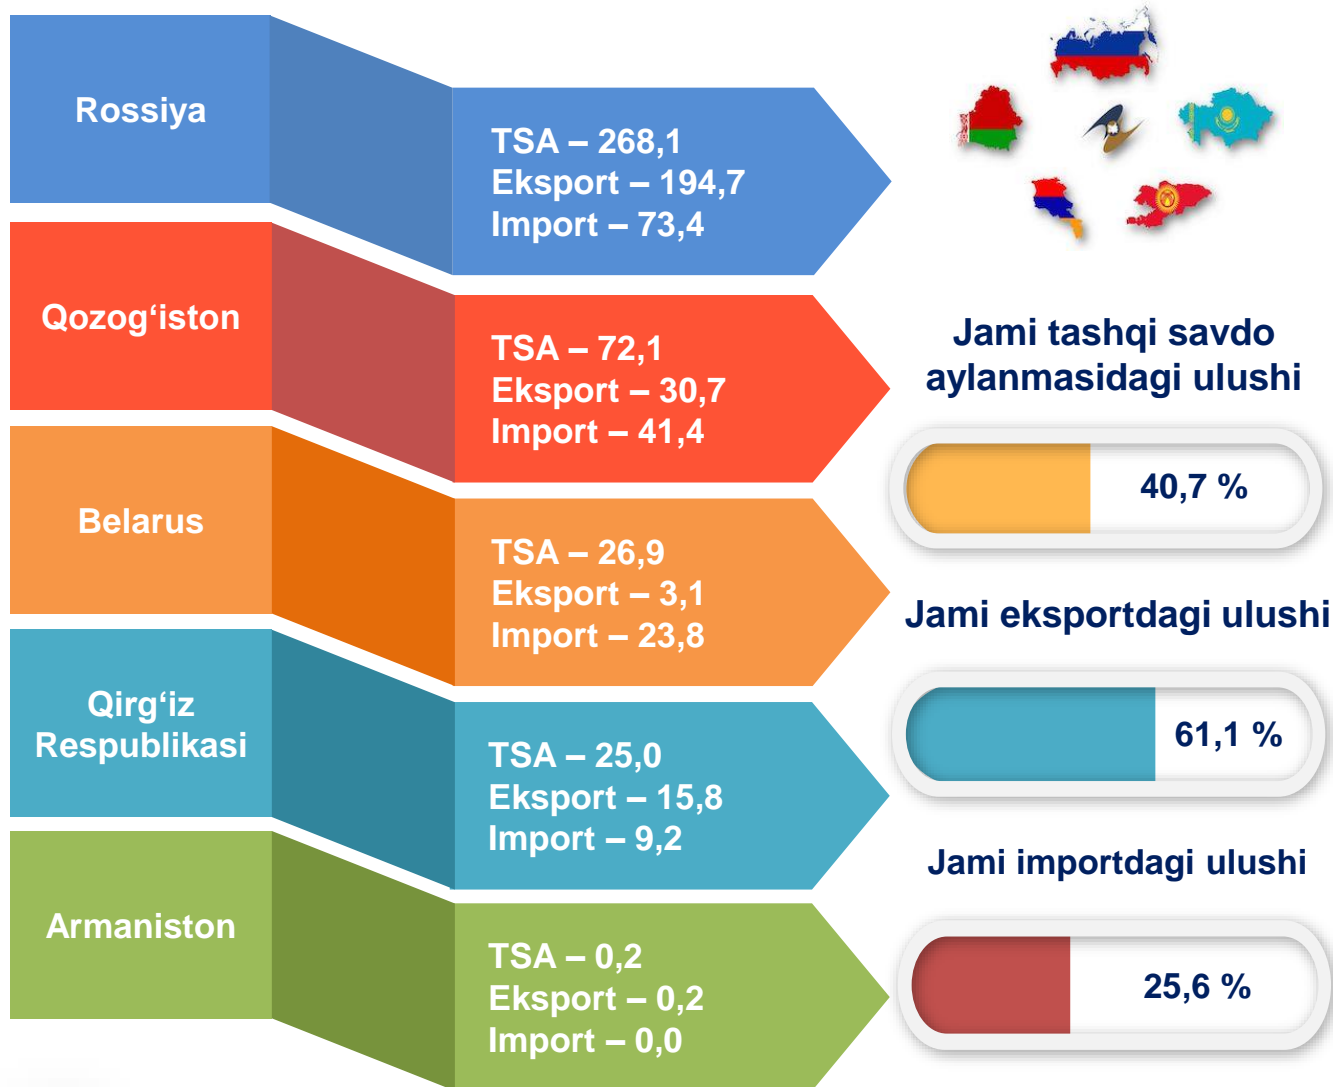 Rossiya
TSA – 268,1
Eksport – 194,7
Import – 73,4
Qozog‘iston
TSA – 72,1
Eksport – 30,7
Import – 41,4
Belarus
TSA – 26,9
Eksport – 3,1
Import – 23,8
Qirg‘iz
Respublikasi
TSA – 25,0
Eksport – 15,8
Import – 9,2
Armaniston
TSA – 0,2
Eksport – 0,2
Import – 0,0
Jami tashqi savdo
aylanmasidagi ulushi
40,7 %
Jami eksportdagi ulushi
61,1 %
Jami importdagi ulushi
25,6 %